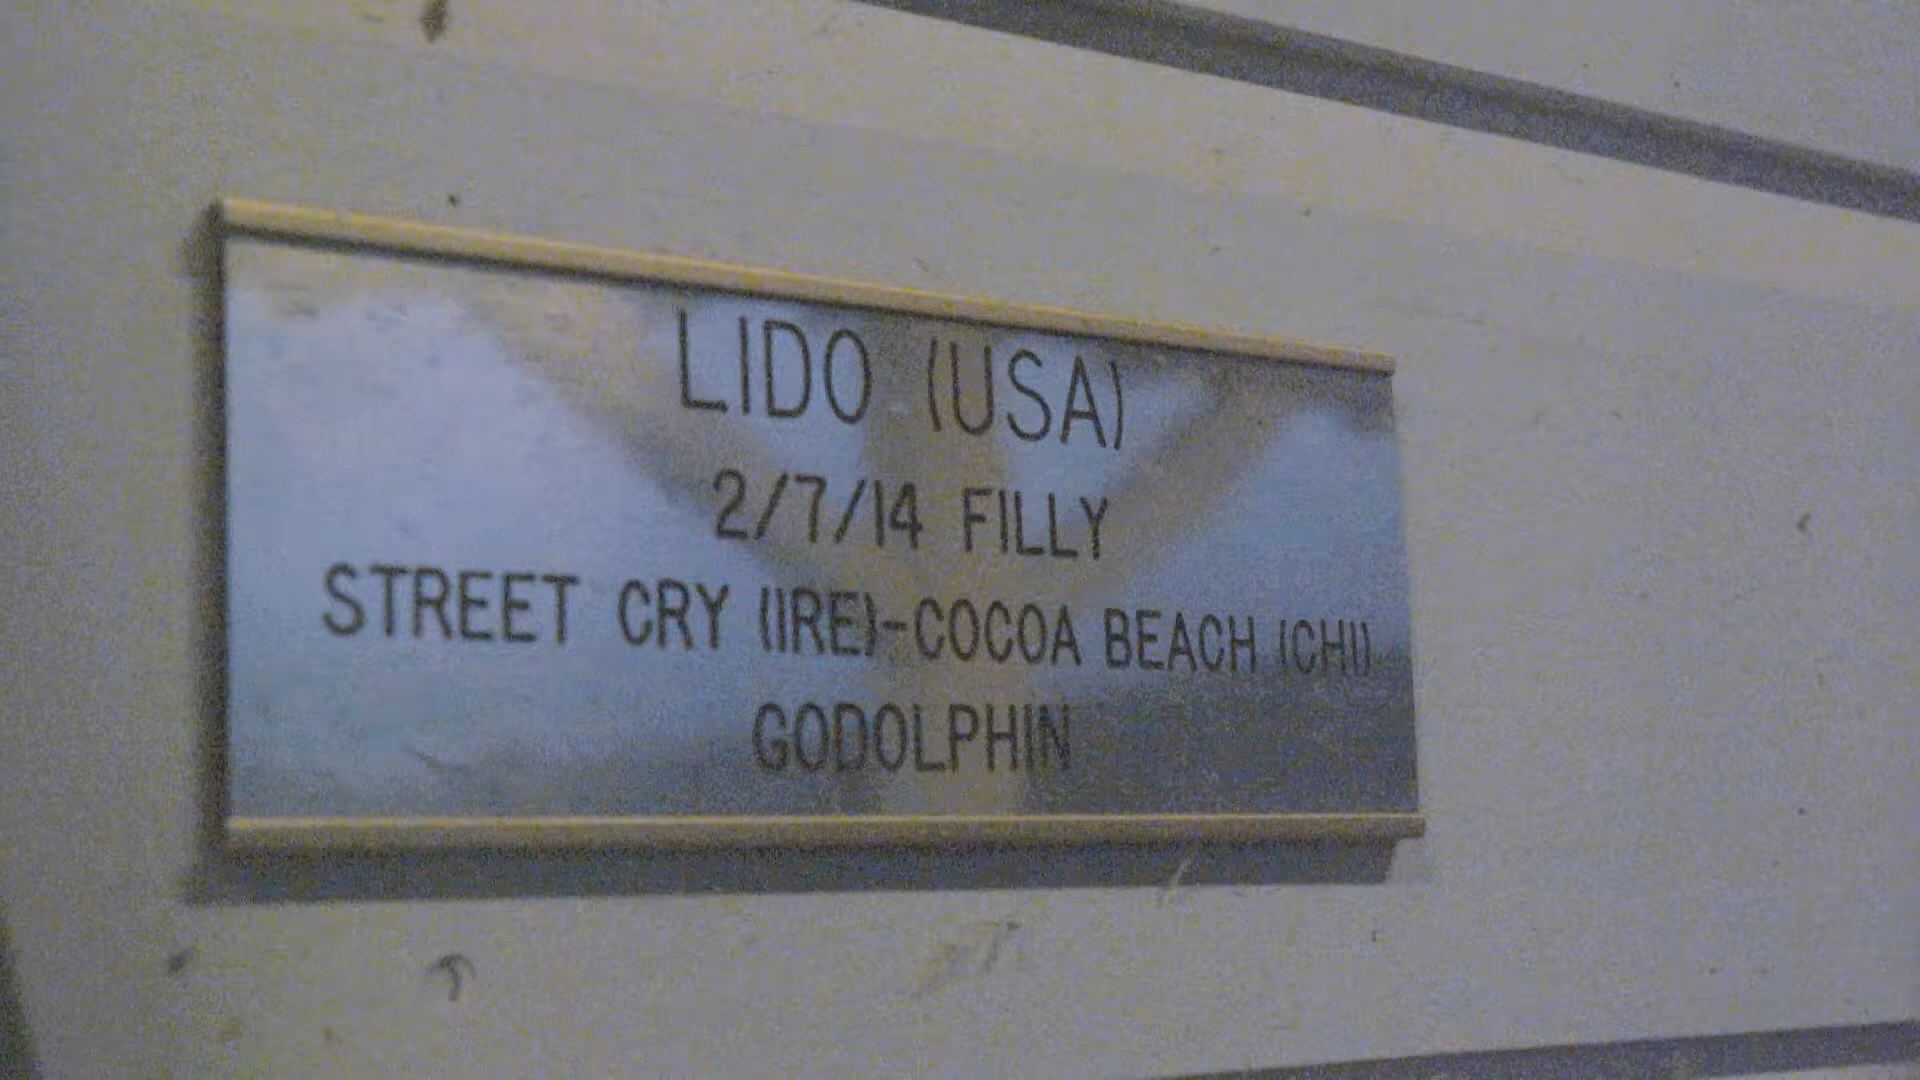 LIDO (USA)
2/7/14 FILLY
STREET CRY (IRE)-COCOA BEACH (CHI)
GODOLPHIN